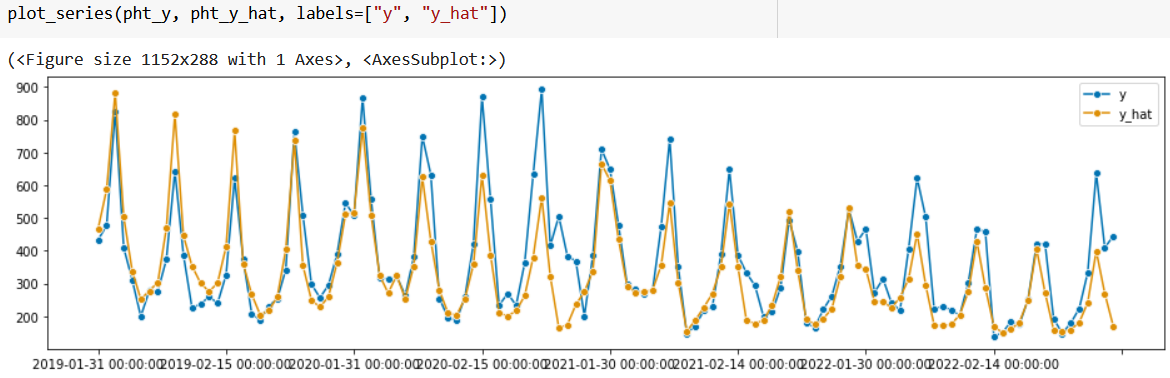 plot_series(pht_y, pht_y_hat, labels=["y", "y_hat"])
(<Figure size 1152x288 with 1 Axes>, <AxesSubplot:>)
900
800
700
600
500
400
300
200
y
y_hat
2019-01-31 00:00:00 2019-02-15 00:00:00 2020-01-31 00:00:00 2020-02-15 00:00:00 2021-01-30 00:00:00 2021-02-14 00:00:00 2022-01-30 00:00:00 2022-02-14 00:00:00